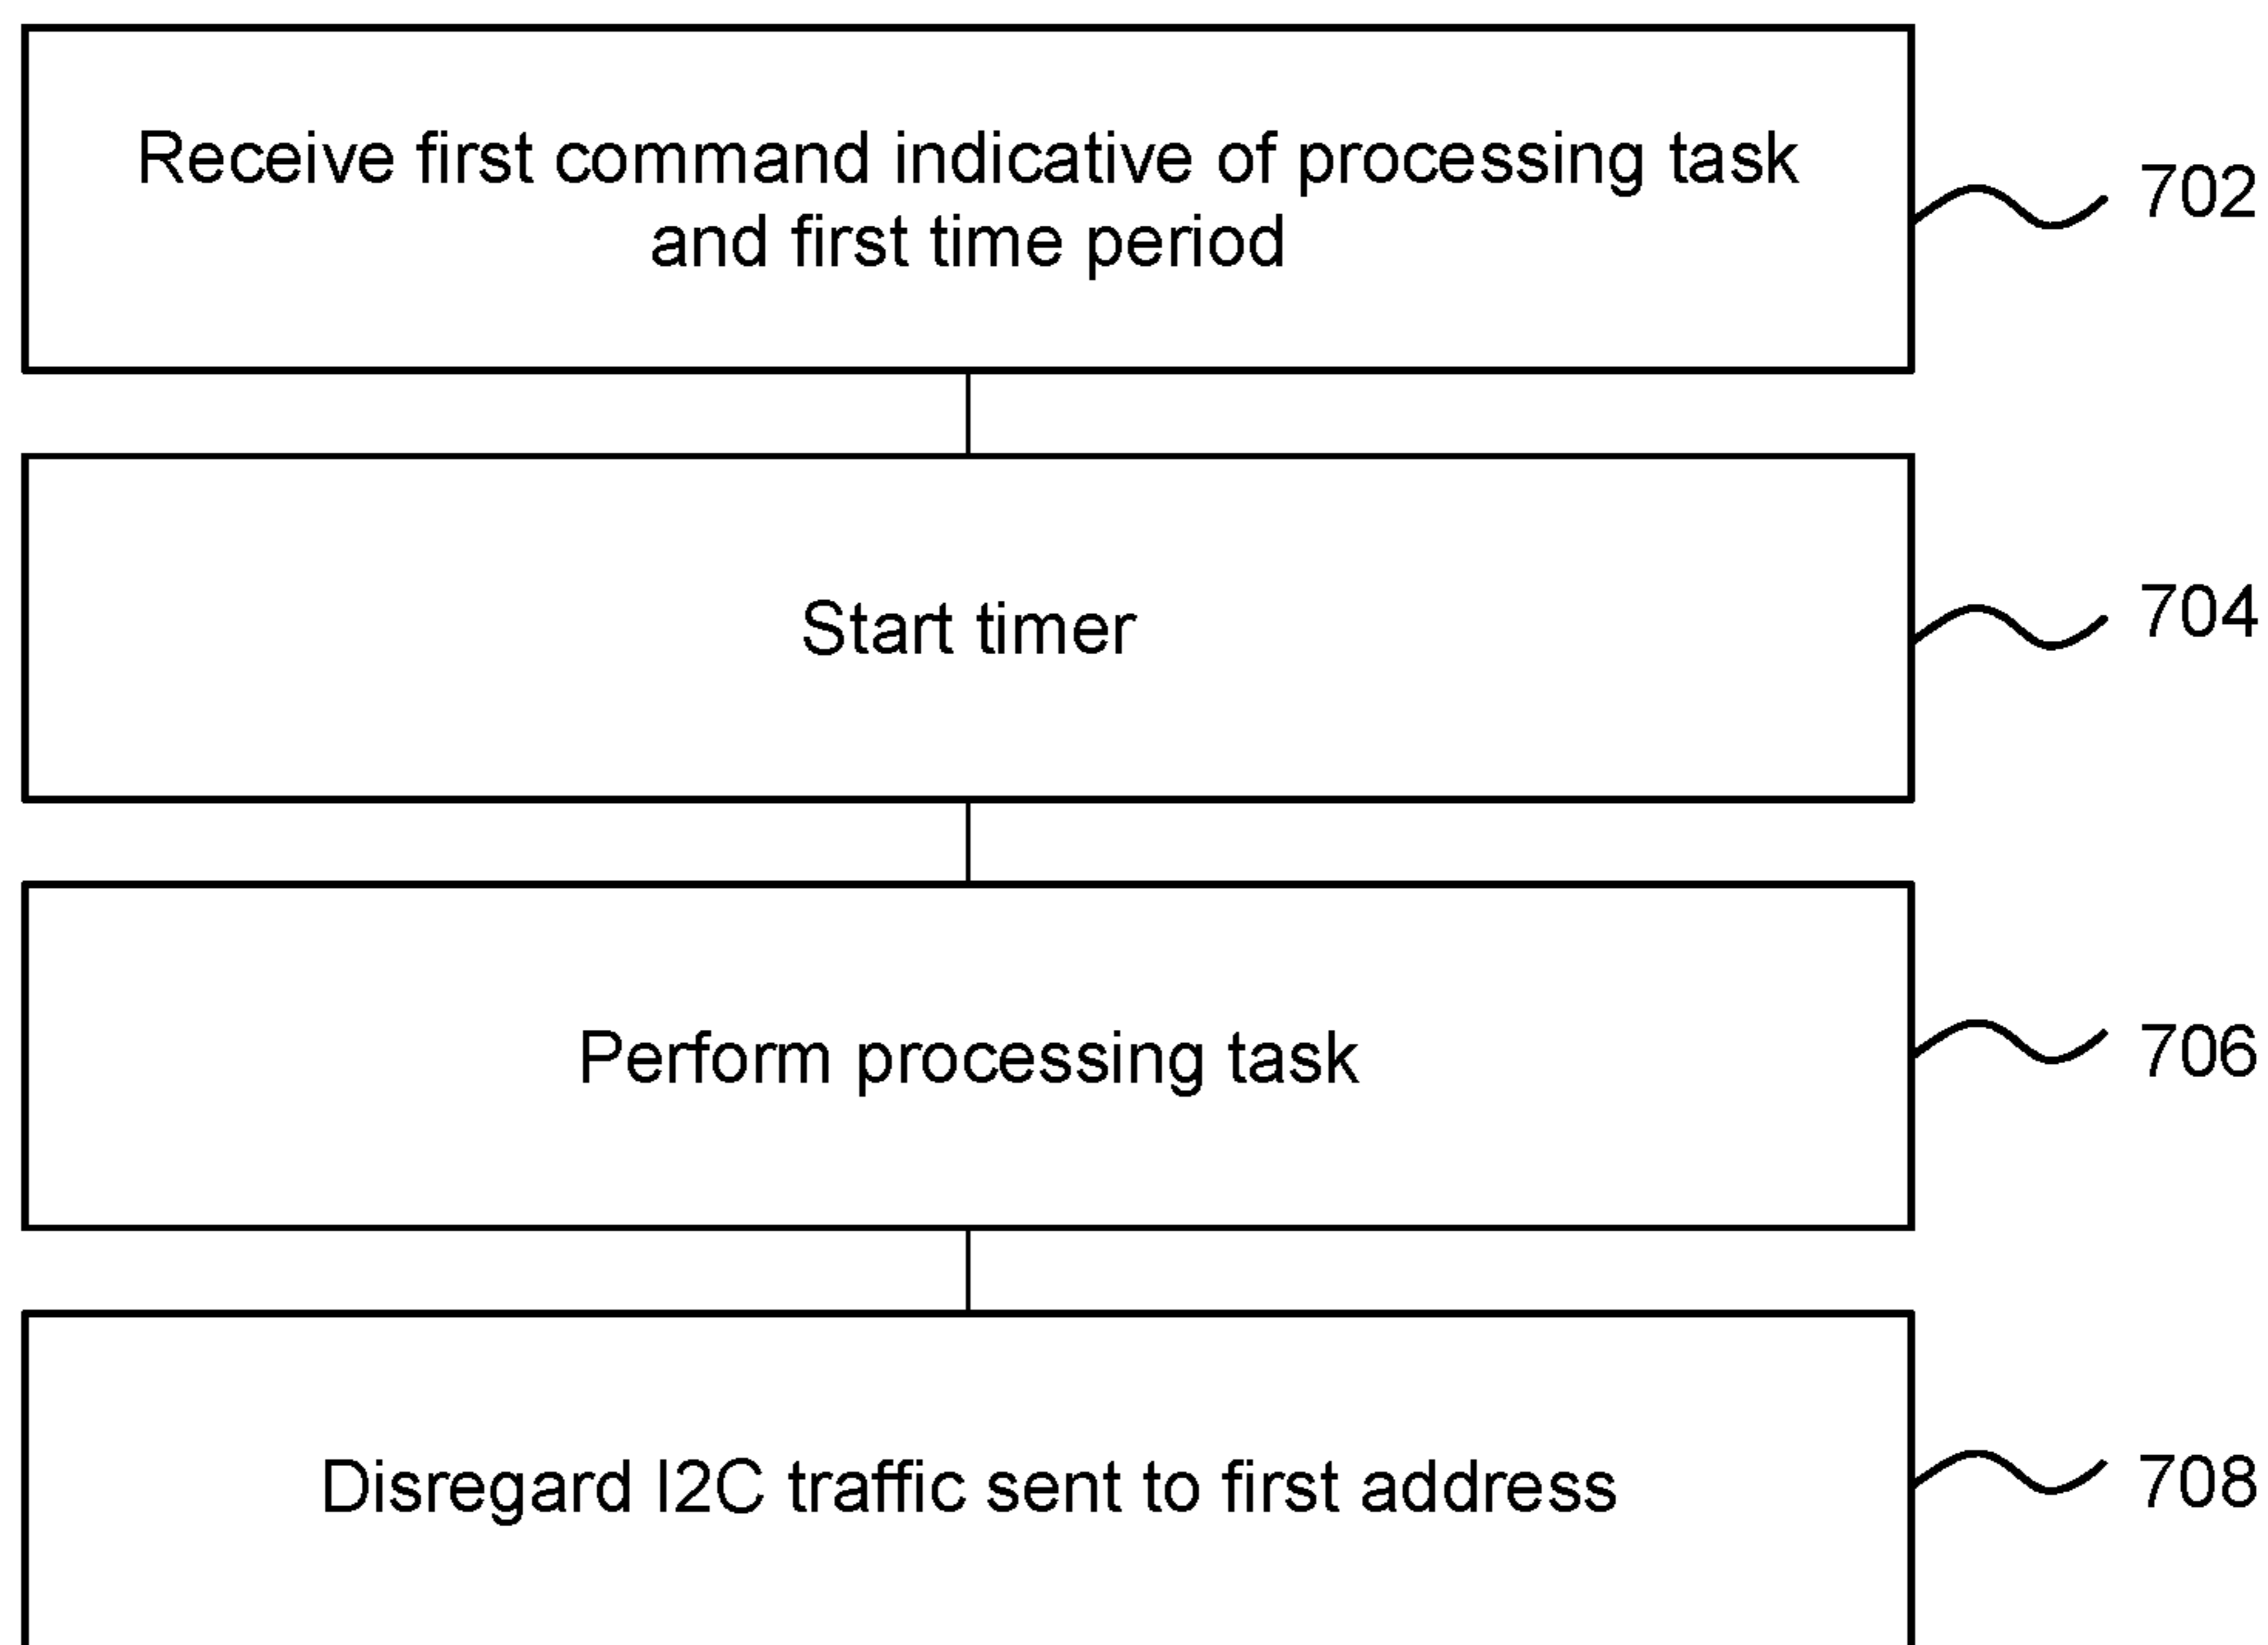 Receive first command indicative of processing task
and first time period
702
Start timer
704
Perform processing task
706
Disregard I2C traffic sent to first address
708